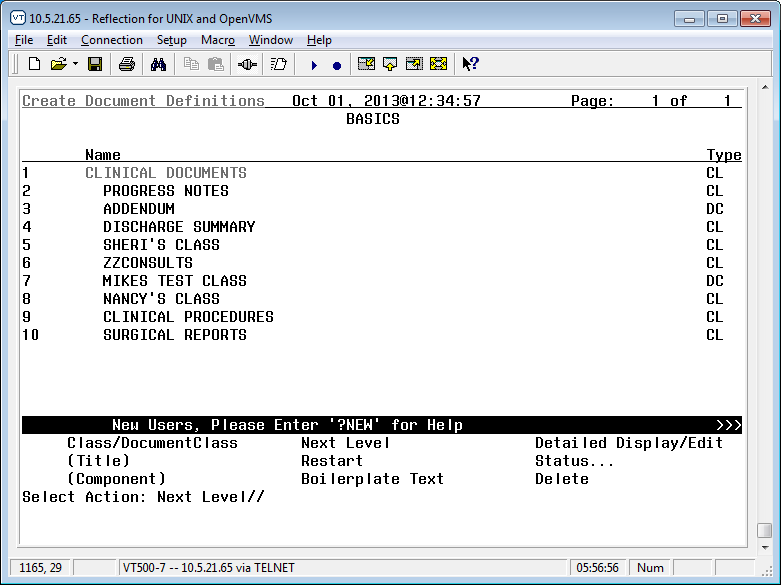 VT 10.5.21.65 - Reflection for UNIX and OpenVMS
File Edit Connection Setup Macro Window Help
Create Document Definitions Oct 01, 2013@12:34:57 Page: 1 of 1
BASICS
Name Type
1 CLINICAL DOCUMENTS CL
2 PROGRESS NOTES CL
3 ADDENDUM DC
4 DISCHARGE SUMMARY CL
5 SHERI'S CLASS CL
6 ZZCONSULTS CL
7 MIKES TEST CLASS DC
8 NANCY'S CLASS CL
9 CLINICAL PROCEDURES CL
10 SURGICAL REPORTS CL
New Users, Please Enter '?NEW' for Help >>>
Class/DocumentClass Next Level Detailed Display/Edit
(Title) Restart Status...
(Component) Boilerplate Text Delete
Select Action: Next Level//
1165, 29 VT500-7 -- 10.5.21.65 via TELNET 05:56:56 Num